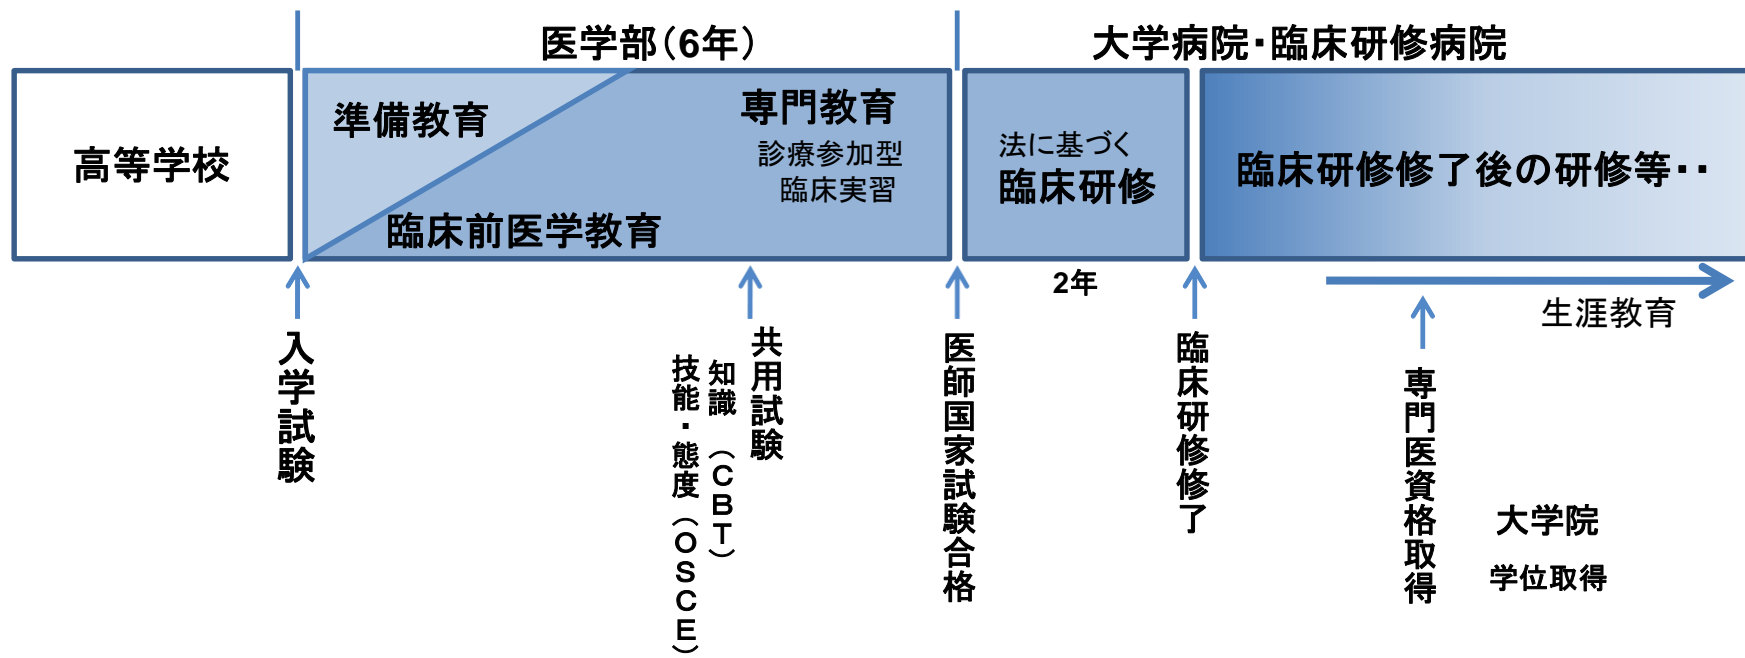 医学部（6年）
大学病院・臨床研修病院
高等学校
準備教育
臨床前医学教育
専門教育
診療参加型
臨床実習
法に基づく
臨床研修
臨床研修修了後の研修等・・
2年
生涯教育
入学試験
共用試験
知識　（CBT）
技能・態度（OSCE）
医師国家試験合格
臨床研修修了
専門医資格取得
大学院
学位取得